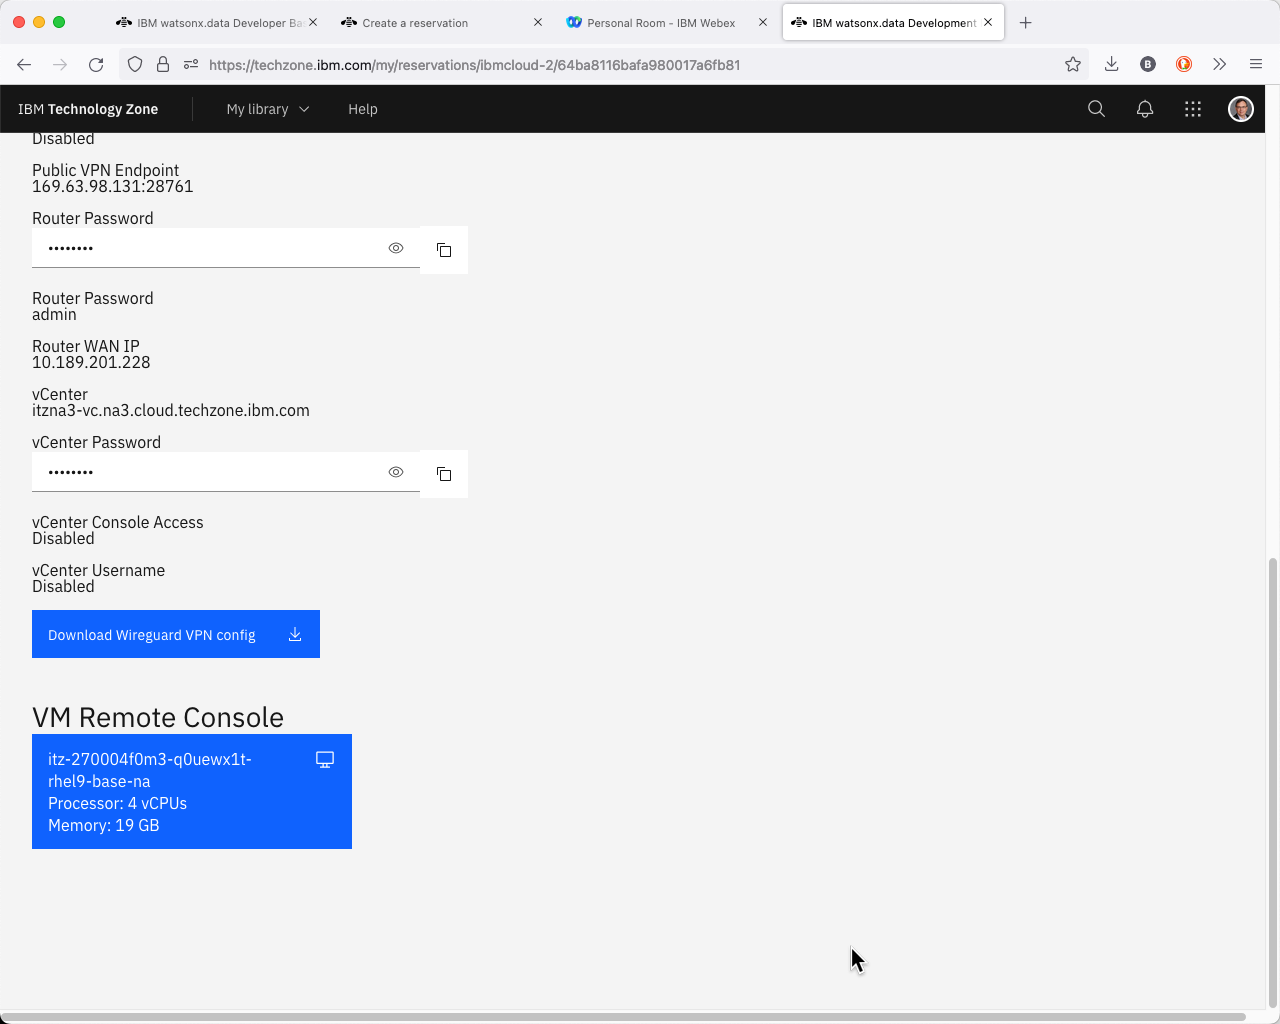 IBM watsonx.data Developer Ba
Create a reservation
Personal Room - IBM Webex
IBM watsonx.data Development
https://techzone.ibm.com/my/reservations/ibmcloud-2/64ba8116bafa980017a6fb81
B
IBM Technology Zone
My library
Help
Disabled
Public VPN Endpoint
169.63.98.131:28761
Router Password
••••••••
Router Password
admin
Router WAN IP
10.189.201.228
vCenter
itzna3-vc.na3.cloud.techzone.ibm.com
vCenter Password
••••••••
vCenter Console Access
Disabled
vCenter Username
Disabled
Download Wireguard VPN config
VM Remote Console
itz-270004f0m3-q0uewx1t-
rhel9-base-na
Processor: 4 vCPUs
Memory: 19 GB